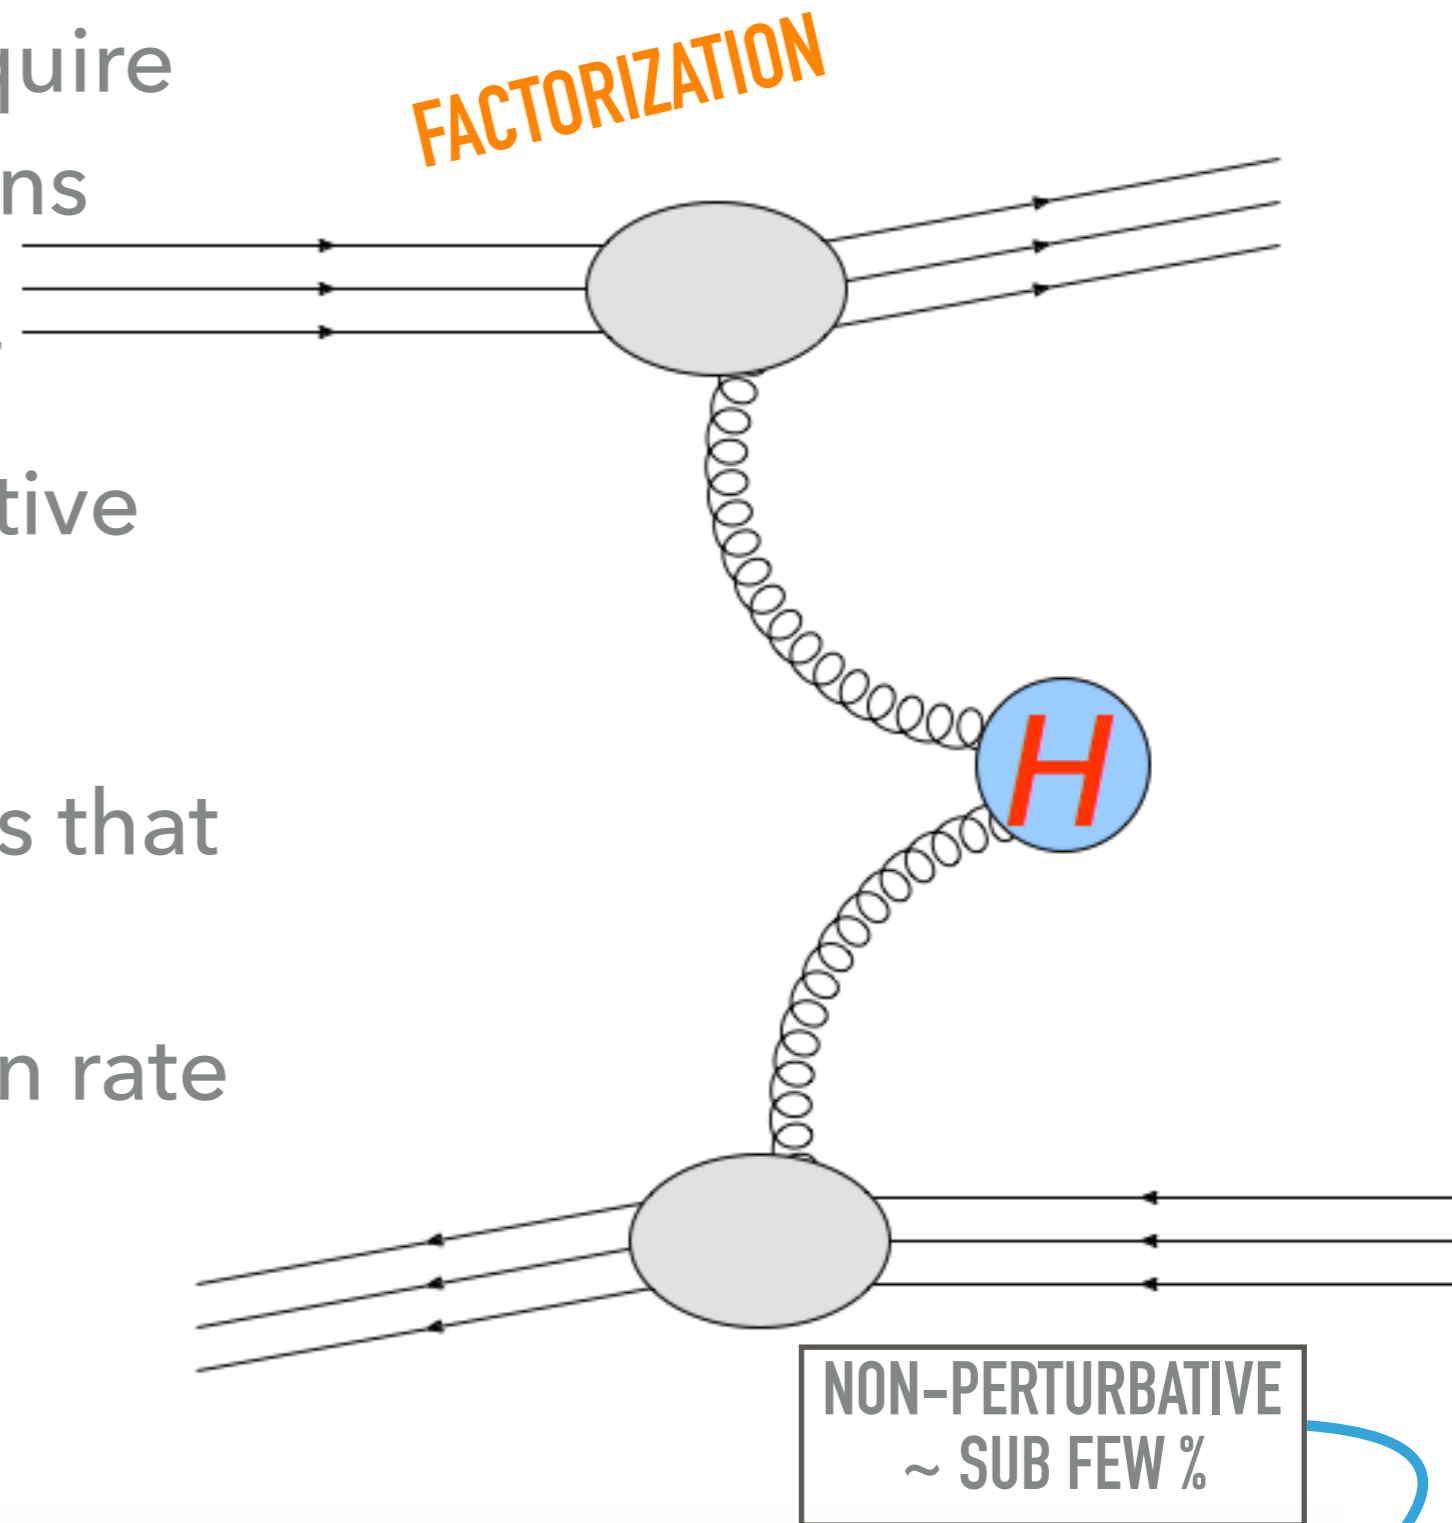 quire
FACTORIZATION
ns
tive
H
s that
n rate
NON-PERTURBATIVE
~ SUB FEW %